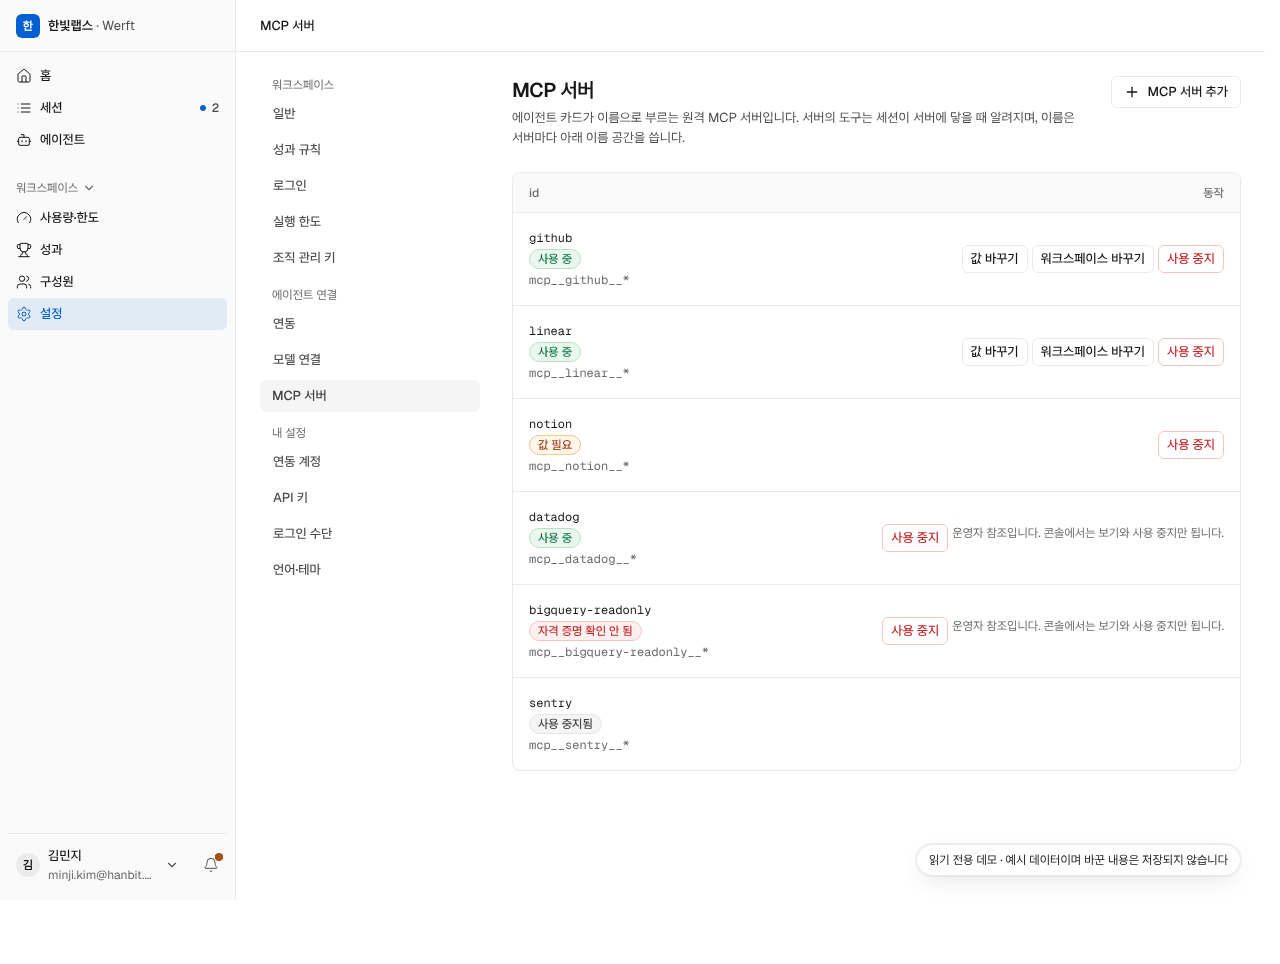 한 한빛랩스 · Werft
홈
세션 2
에이전트
워크스페이스
사용량·한도
성과
구성원
설정
김 김민지
minji.kim@hanbit....
MCP 서버
워크스페이스
일반
성과 규칙
로그인
실행 한도
조직 관리 키
에이전트 연결
연동
모델 연결
MCP 서버
내 설정
연동 계정
API 키
로그인 수단
언어·테마
MCP 서버
MCP 서버 추가
에이전트 카드가 이름으로 부르는 원격 MCP 서버입니다. 서버의 도구는 세션이 서버에 닿을 때 알려지며, 이름은
서버마다 아래 이름 공간을 씁니다.
id 동작
github
사용 중
mcp__github__*
값 바꾸기 워크스페이스 바꾸기 사용 중지
linear
사용 중
mcp__linear__*
값 바꾸기 워크스페이스 바꾸기 사용 중지
notion
값 필요
mcp__notion__*
사용 중지
datadog
사용 중
mcp__datadog__*
사용 중지 운영자 참조입니다. 콘솔에서는 보기와 사용 중지만 됩니다.
bigquery-readonly
자격 증명 확인 안 됨
mcp__bigquery-readonly__*
사용 중지 운영자 참조입니다. 콘솔에서는 보기와 사용 중지만 됩니다.
sentry
사용 중지됨
mcp__sentry__*
읽기 전용 데모 · 예시 데이터이며 바꾼 내용은 저장되지 않습니다